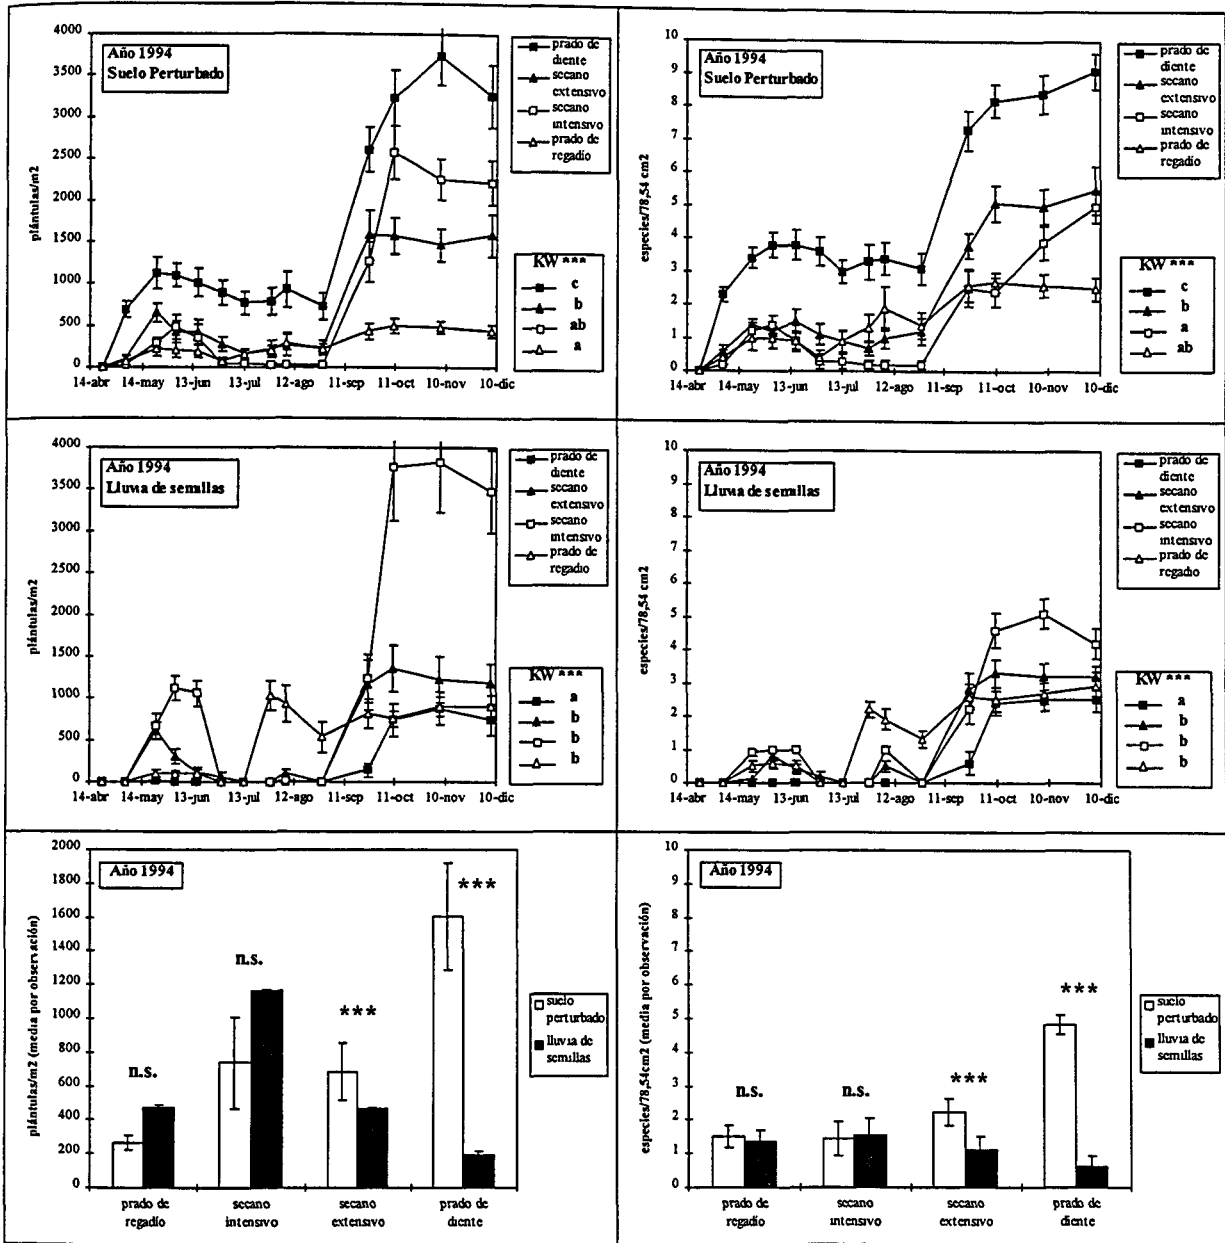 Año 1994
Suelo Perturbado
plántulas/m2
4000
3500
3000
2500
2000
1500
1000
500
0
14-abr 14-may 13-jun 13-jul 12-ago 11-sep 11-oct 10-nov 10-dic
prado de
diente
secano
extensivo
secano
intensivo
prado de
regadío
KW ***
c
b
ab
a
Año 1994
Suelo Perturbado
especies/78,54 cm2
10
9
8
7
6
5
4
3
2
1
0
14-abr 14-may 13-jun 13-jul 12-ago 11-sep 11-oct 10-nov 10-dic
prado de
diente
secano
extensivo
secano
intensivo
prado de
regadío
KW ***
c
b
a
ab
Año 1994
Lluvia de semillas
plántulas/m2
4000
3500
3000
2500
2000
1500
1000
500
0
14-abr 14-may 13-jun 13-jul 12-ago 11-sep 11-oct 10-nov 10-dic
prado de
diente
secano
extensivo
secano
intensivo
prado de
regadío
KW ***
a
b
b
b
Año 1994
Lluvia de semillas
especies/78,54 cm2
10
9
8
7
6
5
4
3
2
1
0
14-abr 14-may 13-jun 13-jul 12-ago 11-sep 11-oct 10-nov 10-dic
prado de
diente
secano
extensivo
secano
intensivo
prado de
regadío
KW ***
a
b
b
b
Año 1994
plántulas/m2 (media por observación)
2000
1800
1600
1400
1200
1000
800
600
400
200
0
n.s.
n.s.
***
***
prado de
regadío
secano
intensivo
secano
extensivo
prado de
diente
suelo
perturbado
lluvia de
semillas
Año 1994
especies/78,54cm2 (media por observación)
10
9
8
7
6
5
4
3
2
1
0
n.s.
n.s.
***
***
prado de
regadío
secano
intensivo
secano
extensivo
prado de
diente
suelo
perturbado
lluvia de
semillas